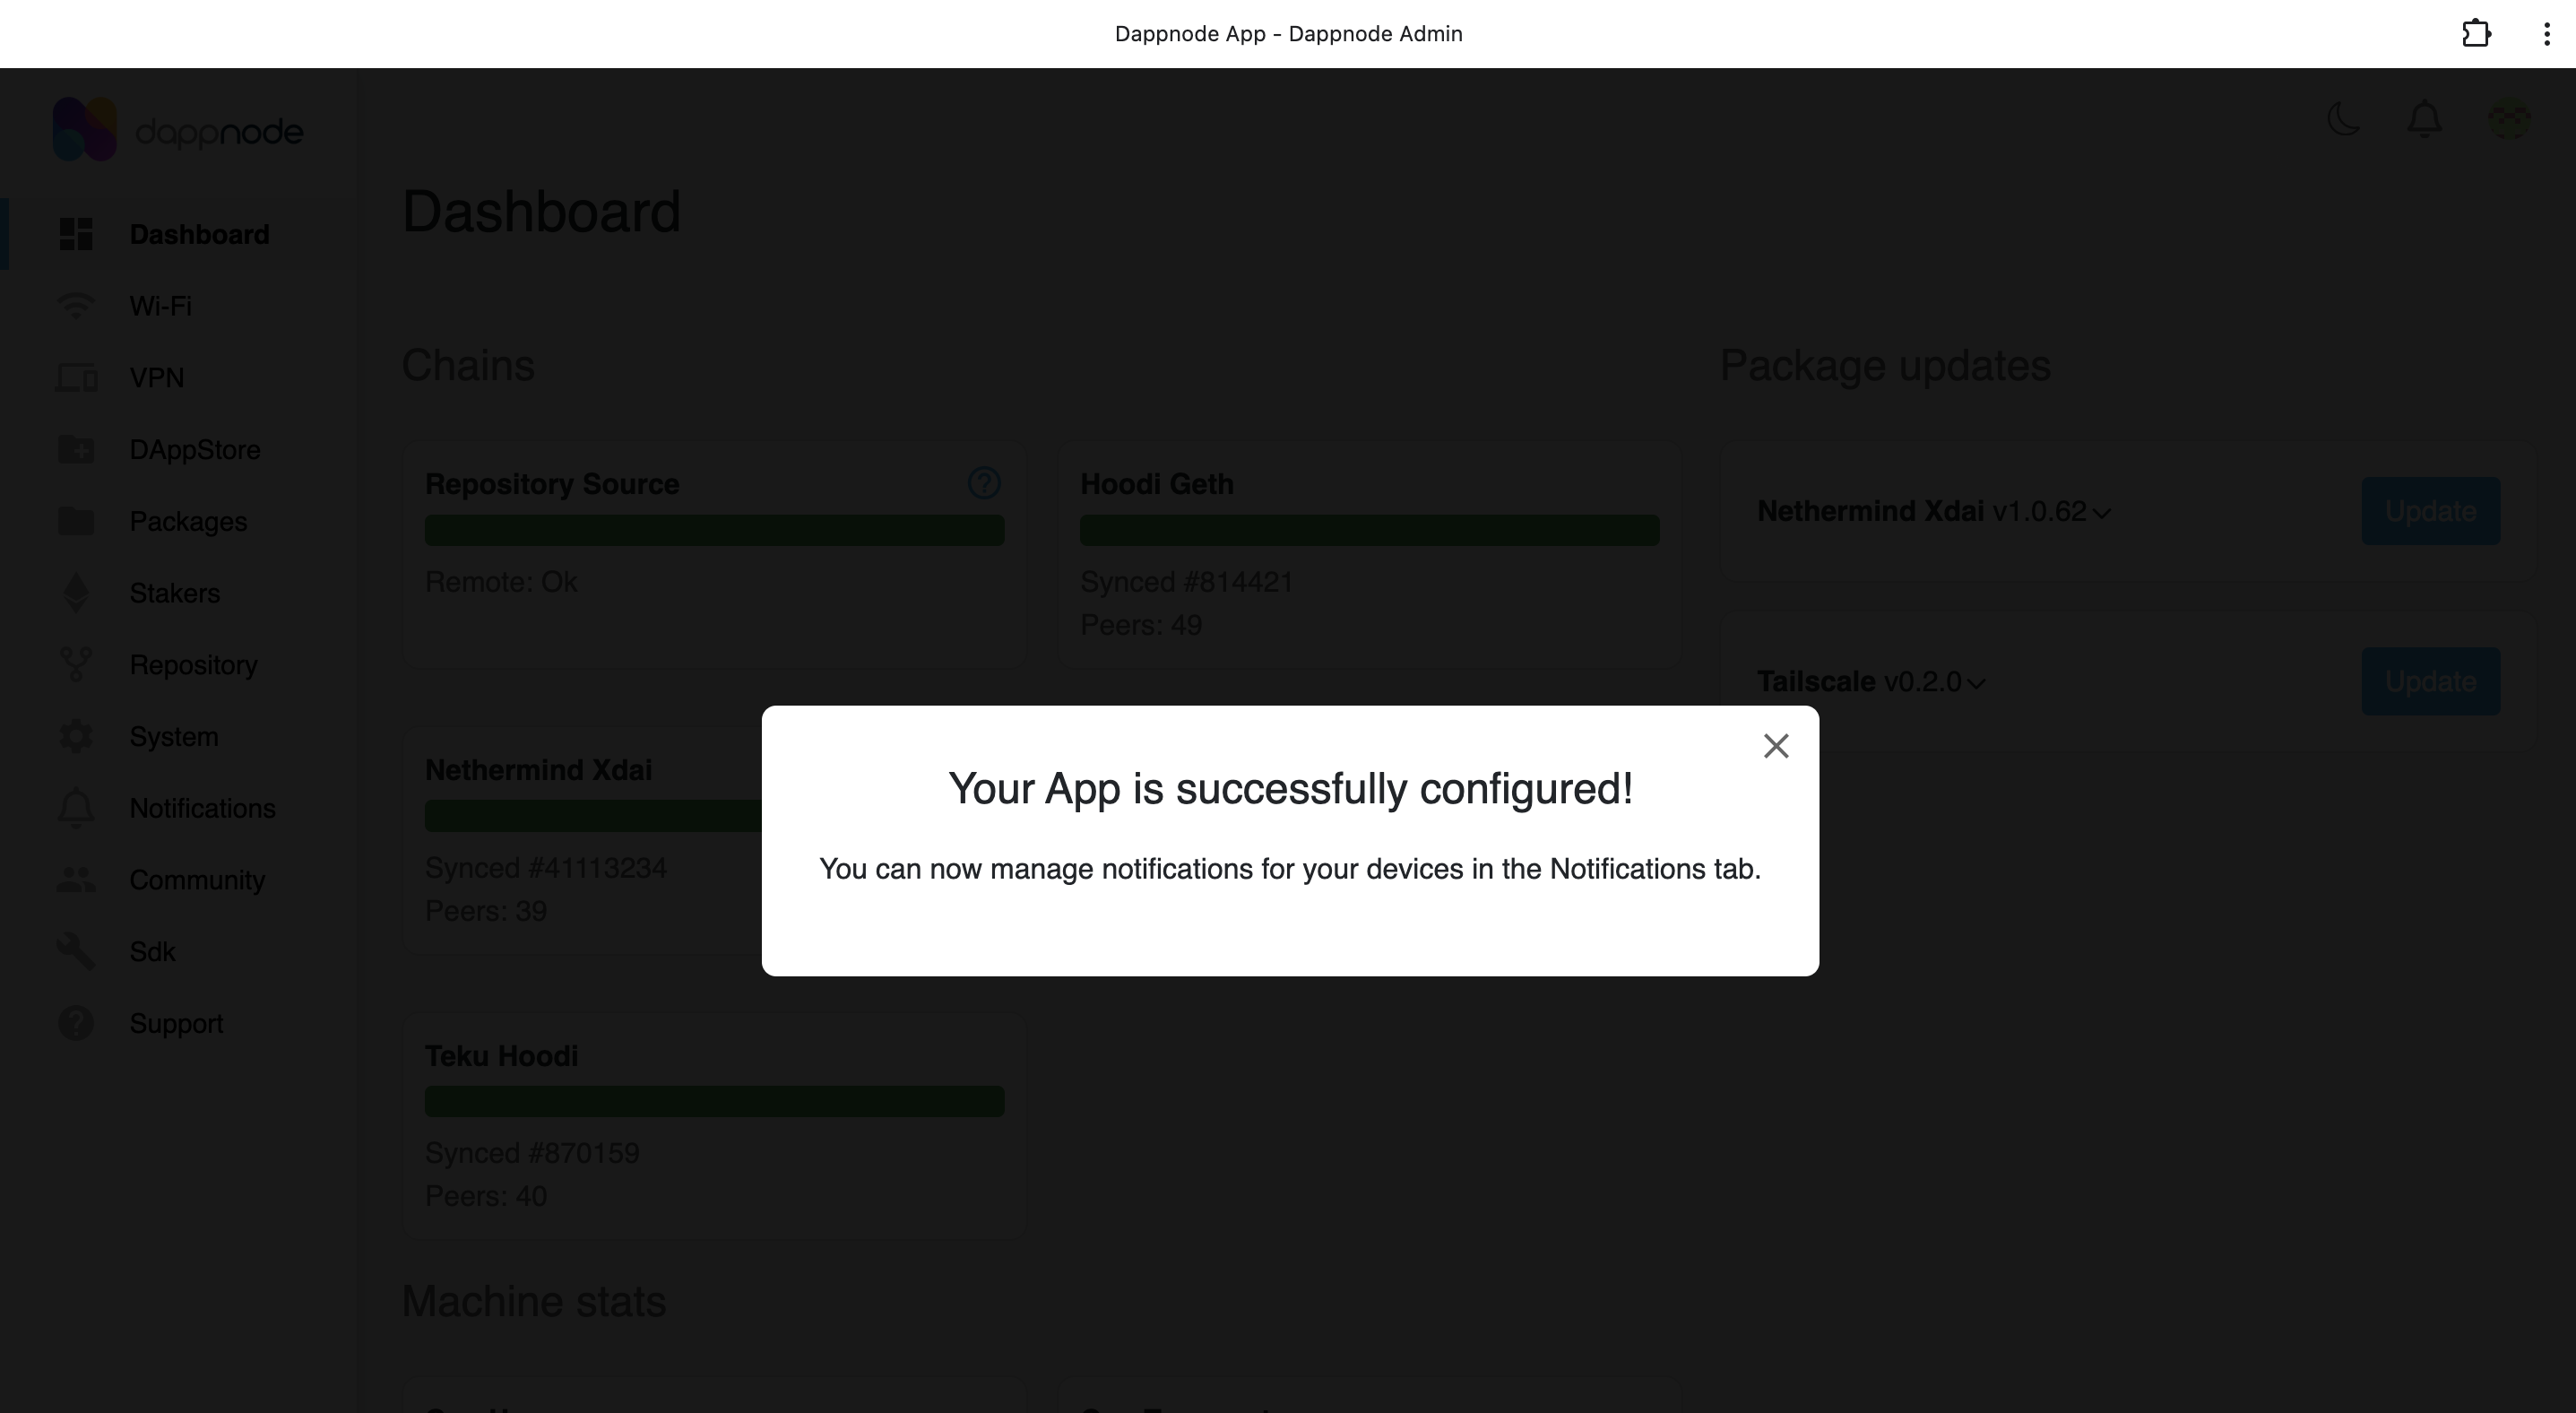 Dappnode App - Dappnode Admin
dappnode
Dashboard
Wi-Fi
VPN
DAppStore
Packages
Stakers
Repository
System
Notifications
Community
Sdk
Support
Dashboard
Chains
Repository Source
Remote: Ok
Hoodi Geth
Synced #814421
Peers: 49
Nethermind Xdai
Synced #41113234
Peers: 39
Teku Hoodi
Synced #870159
Peers: 40
Machine stats
Package updates
Nethermind Xdai v1.0.62
Update
Tailscale v0.2.0
Update
Your App is successfully configured!
You can now manage notifications for your devices in the Notifications tab.